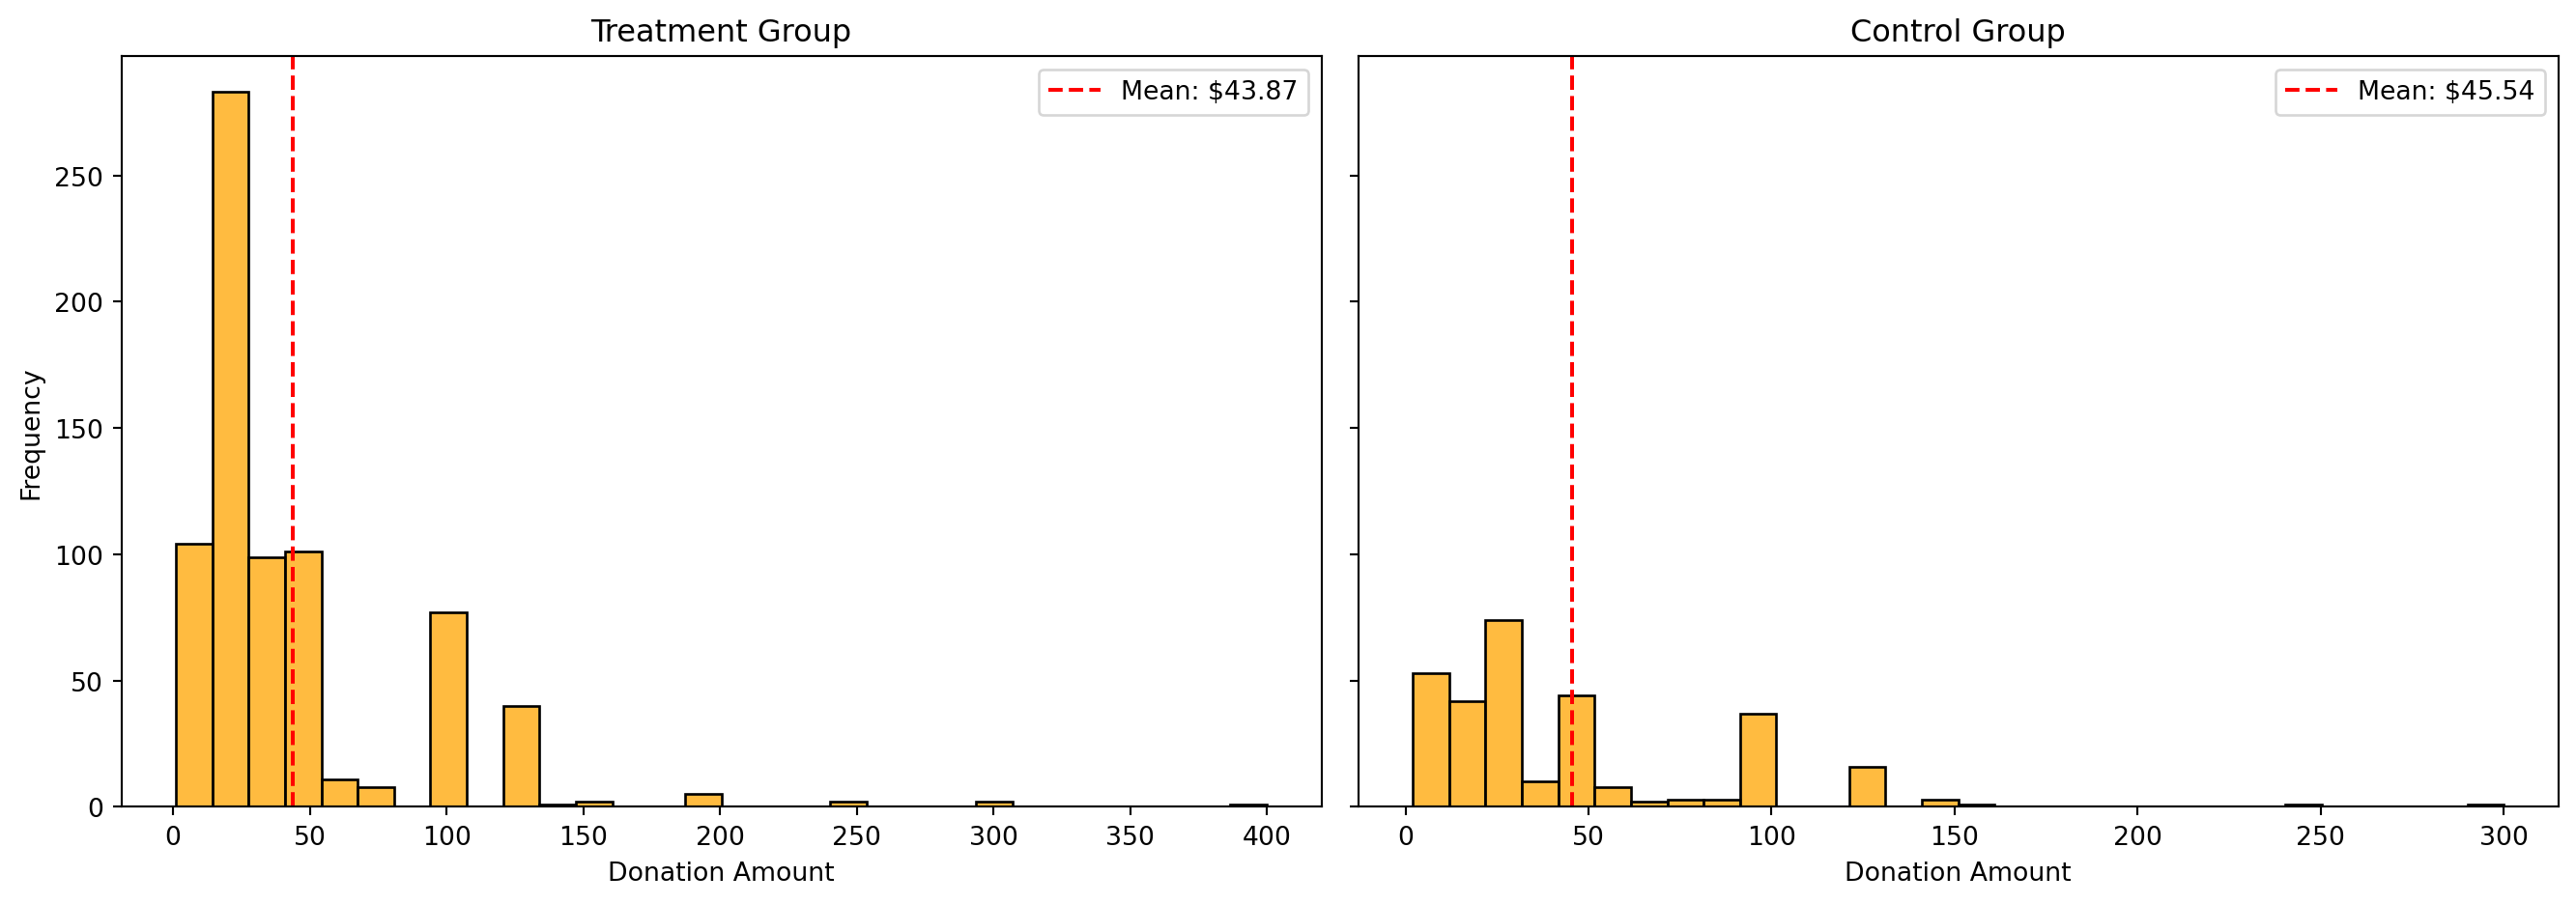 Treatment Group
Mean: $43.87
Frequency
250
200
150
100
50
0
0 50 100 150 200 250 300 350 400
Donation Amount
Control Group
Mean: $45.54
0 50 100 150 200 250 300
Donation Amount